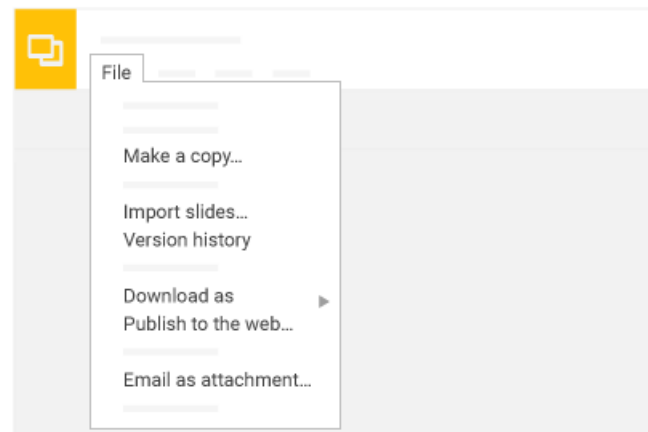 File
Make a copy...
Import slides...
Version history
Download as
Publish to the web...
Email as attachment...